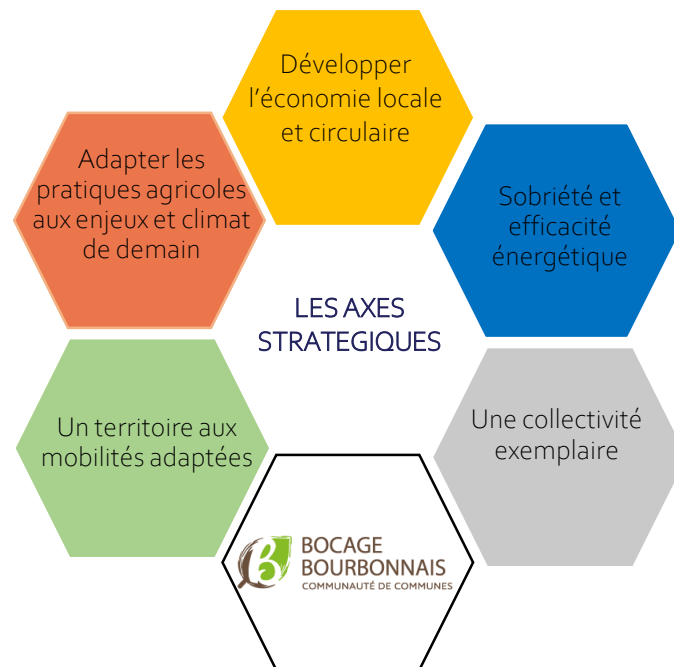 Développer
l'économie locale
et circulaire
Adapter les
pratiques agricoles
aux enjeux et climat
de demain
Sobriété et
efficacité
énergétique
LES AXES
STRATEGIQUES
Un territoire aux
mobilités adaptées
Une collectivité
exemplaire
BOCAGE
BOURBONNAIS
COMMUNAUTÉ DE COMMUNES